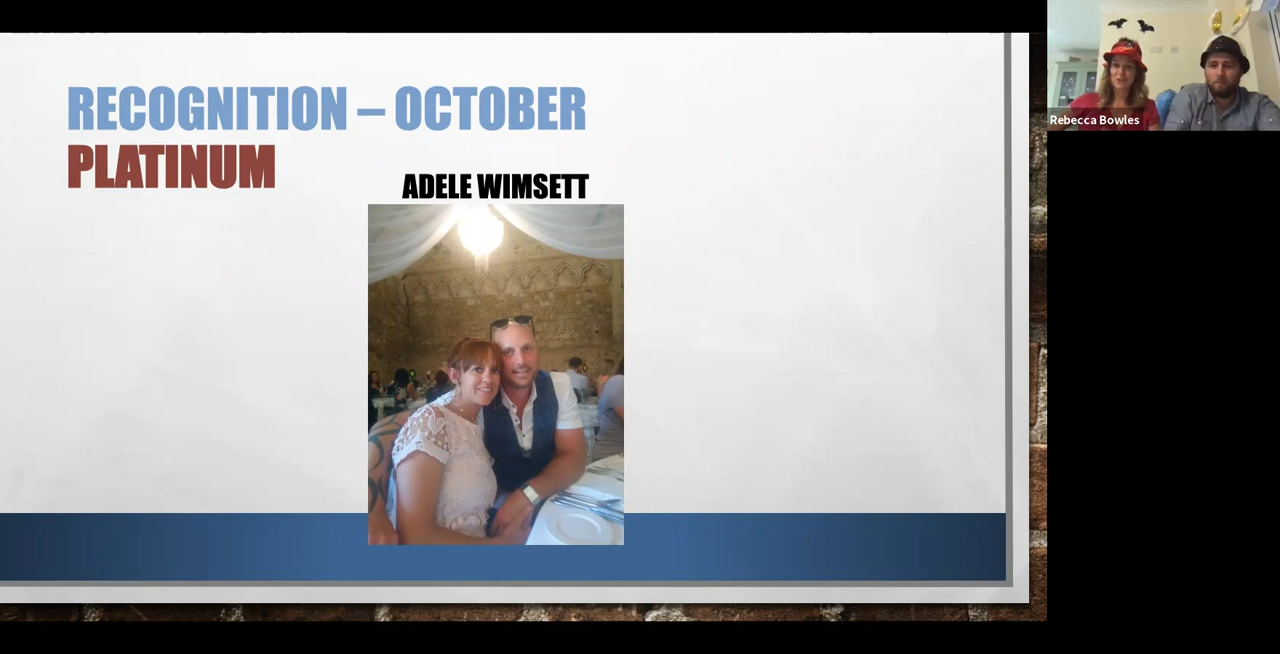 RECOGNITION – OCTOBER
PLATINUM
ADELE WIMSETT
Rebecca Bowles